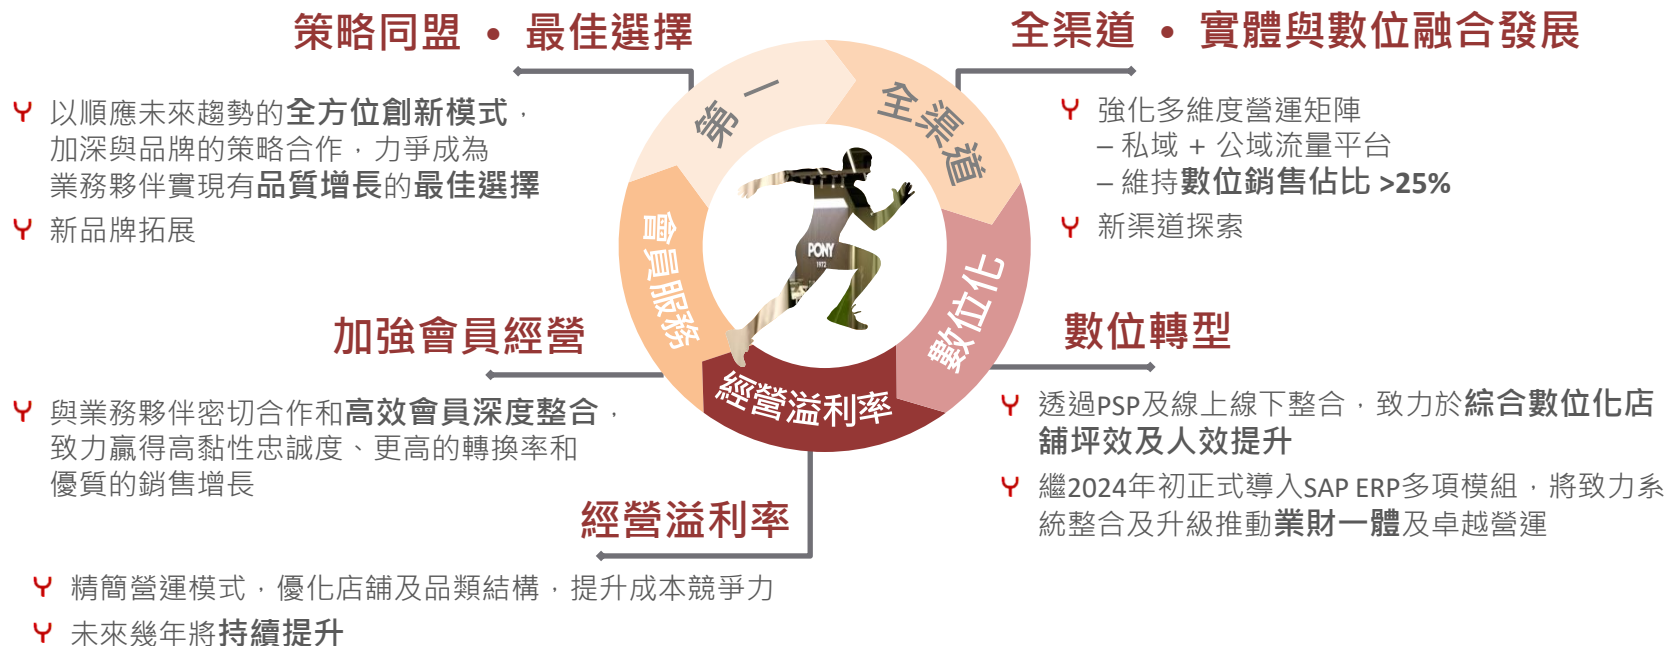 策略同盟 • 最佳選擇
以順應未來趨勢的全方位創新模式，
加深與品牌的策略合作，力爭成為
業務夥伴實現有品質增長的最佳選擇
新品牌拓展
全渠道 • 實體與數位融合發展
強化多維度營運矩陣
– 私域 + 公域流量平台
– 維持數位銷售佔比 >25%
新渠道探索
第一
全渠道
數位化
經營溢利率
會員服務
PONY
1972
加強會員經營
與業務夥伴密切合作和高效會員深度整合，
致力贏得高黏性忠誠度、更高的轉換率和
優質的銷售增長
數位轉型
透過PSP及線上線下整合，致力於綜合數位化店
舖坪效及人效提升
繼2024年初正式導入SAP ERP多項模組，將致力系
統整合及升級推動業財一體及卓越營運
經營溢利率
精簡營運模式，優化店舖及品類結構，提升成本競爭力
未來幾年將持續提升